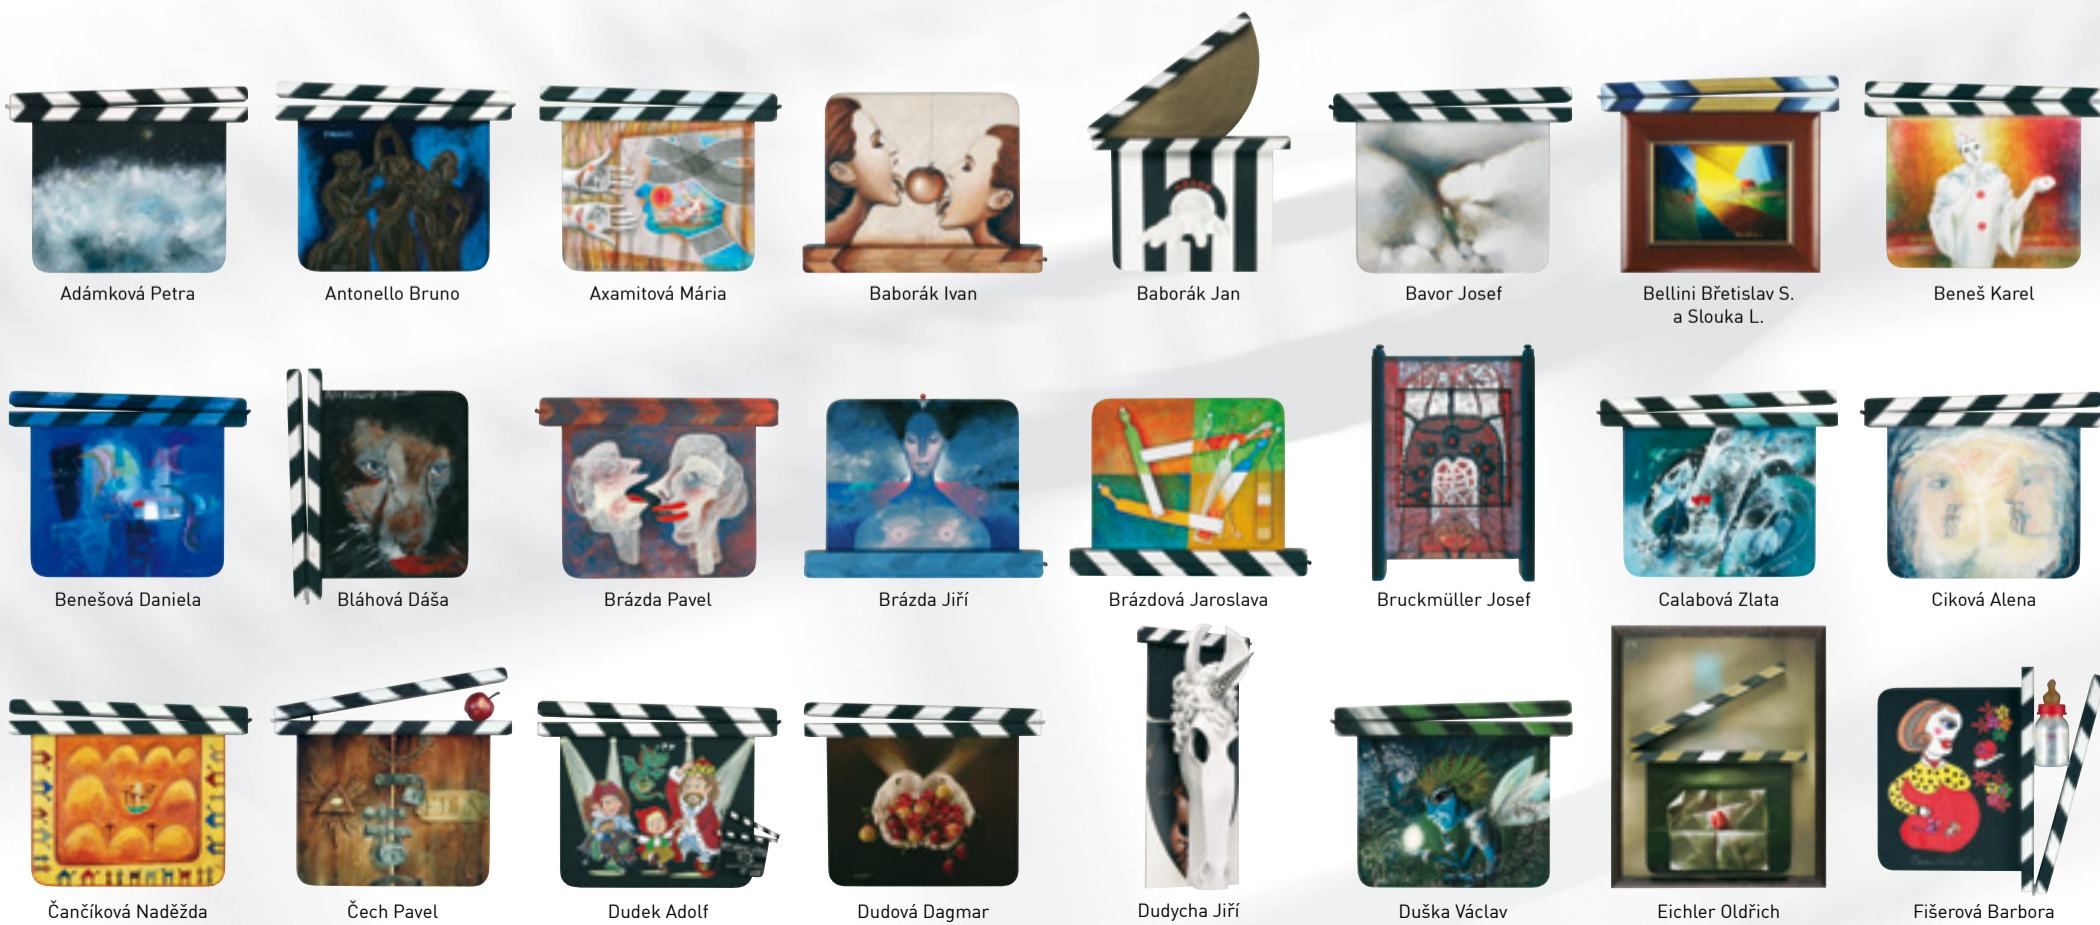 Adámková Petra
Antonello Bruno
Axamitová Mária
Baborák Ivan
Baborák Jan
Bavor Josef
Bellini Břetislav S.
a Slouka L.
Beneš Karel
Benešová Daniela
Bláhová Dáša
Brázda Pavel
Brázda Jiří
Brázdová Jaroslava
Bruckmüller Josef
Calabová Zlata
Ciková Alena
Čančíková Naděžda
Čech Pavel
Dudek Adolf
Dudová Dagmar
Dudycha Jiří
Duška Václav
Eichler Oldřich
Fišerová Barbora